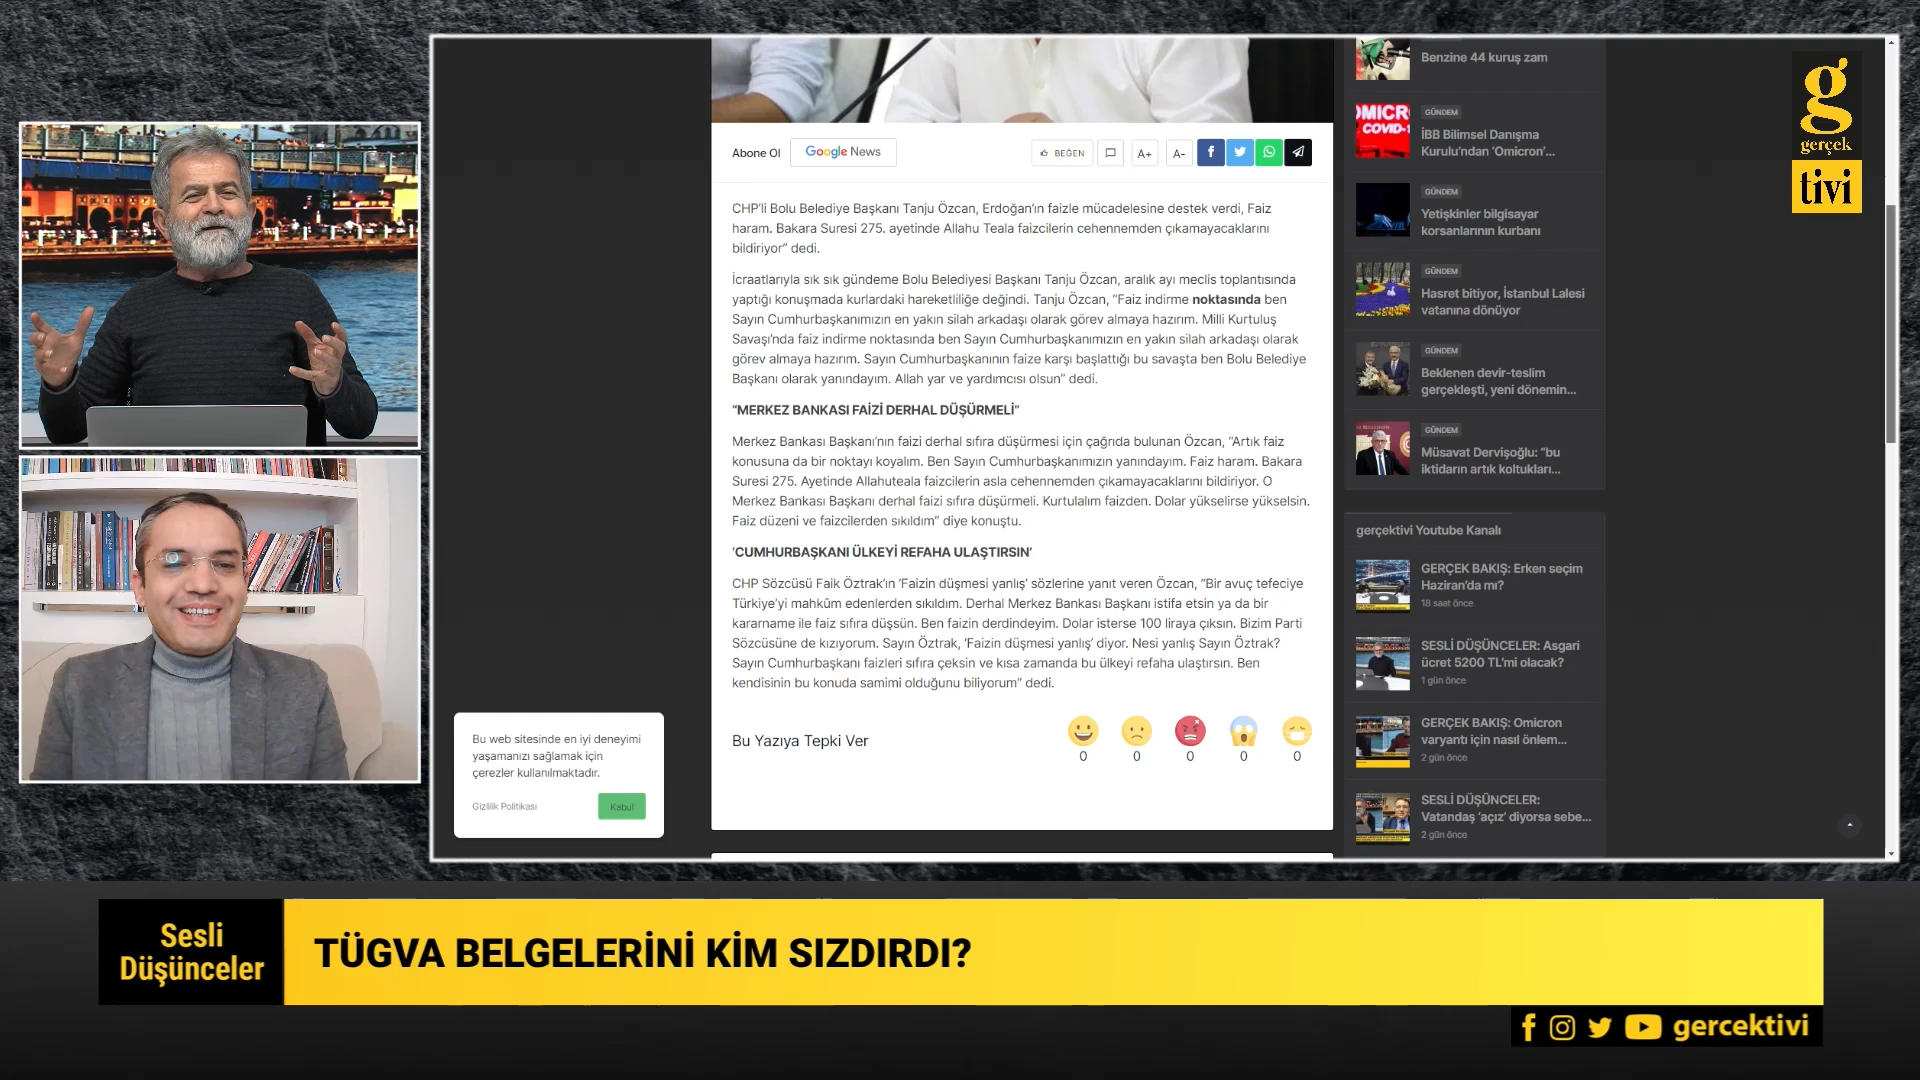 Abone Ol
Google News
BEĞEN
A+
A-
CHP'li Bolu Belediye Başkanı Tanju Özcan, Erdoğan'ın faizle mücadelesine destek verdi, Faiz
haram. Bakara Suresi 275. ayetinde Allahu Teala faizcilerin cehennemden çıkamayacaklarını
bildiriyor” dedi.
İcraatlarıyla sık sık gündeme Bolu Belediyesi Başkanı Tanju Özcan, aralık ayı meclis toplantısında
yaptığı konuşmada kurlardaki hareketliliğe değindi. Tanju Özcan, “Faiz indirme noktasında ben
Sayın Cumhurbaşkanımızın en yakın silah arkadaşı olarak görev almaya hazırım. Milli Kurtuluş
Savaşı'nda faiz indirme noktasında ben Sayın Cumhurbaşkanımızın en yakın silah arkadaşı olarak
görev almaya hazırım. Sayın Cumhurbaşkanının faize karşı başlattığı bu savaşta ben Bolu Belediye
Başkanı olarak yanındayım. Allah yar ve yardımcısı olsun” dedi.
“MERKEZ BANKASI FAİZİ DERHAL DÜŞÜRMELİ”
Merkez Bankası Başkanı'nın faizi derhal sıfıra düşürmesi için çağrıda bulunan Özcan, “Artık faiz
konusuna da bir noktayı koyalım. Ben Sayın Cumhurbaşkanımızın yanındayım. Faiz haram. Bakara
Suresi 275. Ayetinde Allahuteala faizcilerin asla cehennemden çıkamayacaklarını bildiriyor. O
Merkez Bankası Başkanı derhal faizi sıfıra düşürmeli. Kurtulalım faizden. Dolar yükselirse yükselsin.
Faiz düzeni ve faizcilerden sıkıldım” diye konuştu.
‘CUMHURBAŞKANI ÜLKEYİ REFAHA ULAŞTIRSIN’
CHP Sözcüsü Faik Öztrak'ın ‘Faizin düşmesi yanlış’ sözlerine yanıt veren Özcan, “Bir avuç tefeciye
Türkiye'yi mahkûm edenlerden sıkıldım. Derhal Merkez Bankası Başkanı istifa etsin ya da bir
kararname ile faiz sıfıra düşsün. Ben faizin derdindeyim. Dolar isterse 100 liraya çıksın. Bizim Parti
Sözcüsüne de kızıyorum. Sayın Öztrak, ‘Faizin düşmesi yanlış’ diyor. Nesi yanlış Sayın Öztrak?
Sayın Cumhurbaşkanı faizleri sıfıra çeksin ve kısa zamanda bu ülkeyi refaha ulaştırsın. Ben
kendisinin bu konuda samimi olduğunu biliyorum” dedi.
Bu Yazıya Tepki Ver
0
0
0
0
0
Bu web sitesinde en iyi deneyimi
yaşamanızı sağlamak için
çerezler kullanılmaktadır.
Gizlilik Politikası
Kabul
Benzine 44 kuruş zam
OMICR
COVID-1
GÜNDEM
İBB Bilimsel Danışma
Kurulu'ndan ‘Omicron’...
GÜNDEM
Yetişkinler bilgisayar
korsanlarının kurbanı
GÜNDEM
Hasret bitiyor, İstanbul Lalesi
vatanına dönüyor
GÜNDEM
Beklenen devir-teslim
gerçekleşti, yeni dönemin...
GÜNDEM
Müsavat Dervişoğlu: “bu
iktidarın artık koltukları...
gerçektivi Youtube Kanalı
GERÇEK BAKIŞ: Erken seçim
Haziran'da mı?
18 saat önce
SESLİ DÜŞÜNCELER: Asgari
ücret 5200 TL'mi olacak?
1 gün önce
GERÇEK BAKIŞ: Omicron
varyantı için nasıl önlem...
2 gün önce
SESLİ DÜŞÜNCELER:
Vatandaş ‘açız’ diyorsa sebe...
2 gün önce
g
gerçek
tivi
Sesli
Düşünceler
TÜGVA BELGELERİNİ KİM SIZDIRDI?
gercektivi